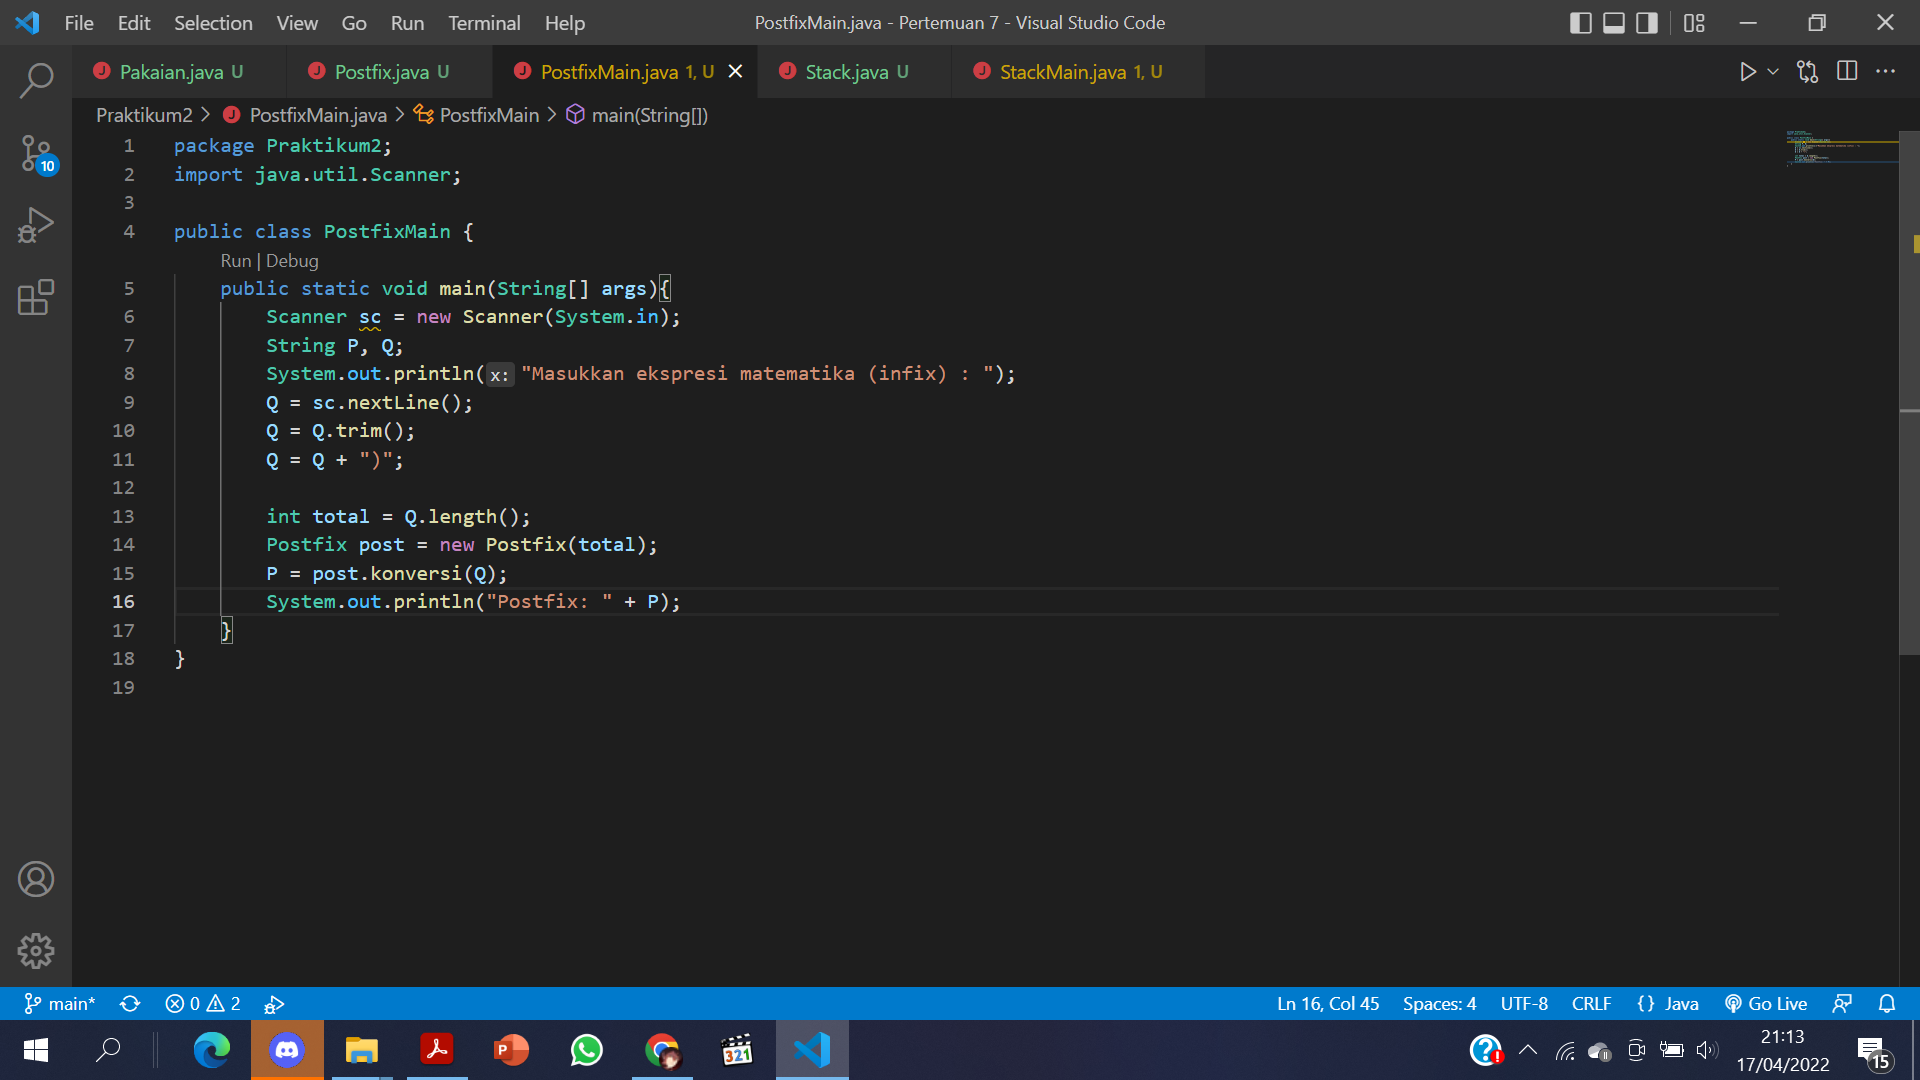 File Edit Selection View Go Run Terminal Help PostfixMain.java - Pertemuan 7 - Visual Studio Code
Pakaian.java U Postfix.java U PostfixMain.java 1, U Stack.java U StackMain.java 1, U
Praktikum2 > PostfixMain.java > PostfixMain > main(String[])
1 package Praktikum2;
2 import java.util.Scanner;
3
4 public class PostfixMain {
Run | Debug
5 public static void main(String[] args){
6 Scanner sc = new Scanner(System.in);
7 String P, Q;
8 System.out.println(x: "Masukkan ekspresi matematika (infix) : ");
9 Q = sc.nextLine();
10 Q = Q.trim();
11 Q = Q + ")";
12
13 int total = Q.length();
14 Postfix post = new Postfix(total);
15 P = post.konversi(Q);
16 System.out.println("Postfix: " + P);
17 }
18 }
19
10
main* 0 2 Ln 16, Col 45 Spaces: 4 UTF-8 CRLF {} Java Go Live
321
21:13
17/04/2022
15